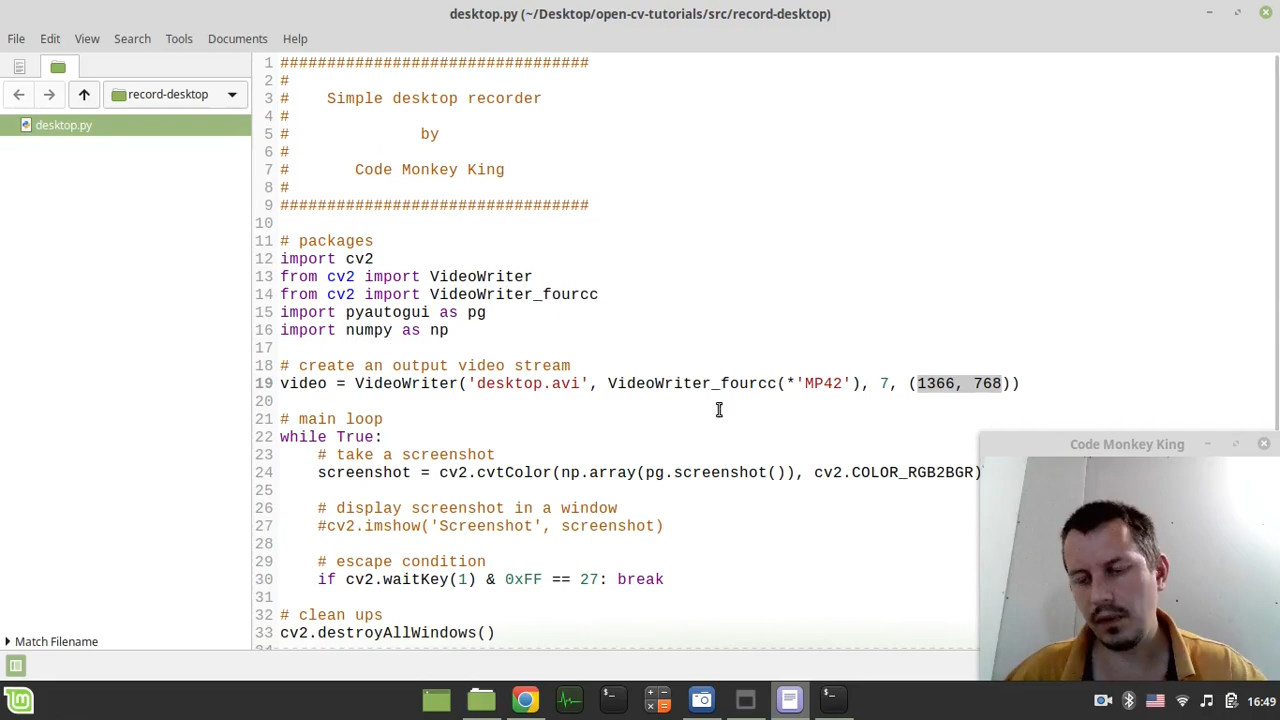 desktop.py (~/Desktop/open-cv-tutorials/src/record-desktop)
File Edit View Search Tools Documents Help
record-desktop
desktop.py
1 #################################
2 #
3 #    Simple desktop recorder
4 #
5 #              by
6 #
7 #       Code Monkey King
8 #
9 #################################
10
11 # packages
12 import cv2
13 from cv2 import VideoWriter
14 from cv2 import VideoWriter_fourcc
15 import pyautogui as pg
16 import numpy as np
17
18 # create an output video stream
19 video = VideoWriter('desktop.avi', VideoWriter_fourcc(*'MP42'), 7, (1366, 768))
20
21 # main loop
22 while True:
23     # take a screenshot
24     screenshot = cv2.cvtColor(np.array(pg.screenshot()), cv2.COLOR_RGB2BGR)
25
26     # display screenshot in a window
27     #cv2.imshow('Screenshot', screenshot)
28
29     # escape condition
30     if cv2.waitKey(1) & 0xFF == 27: break
31
32 # clean ups
33 cv2.destroyAllWindows()
Match Filename
Code Monkey King
16:49